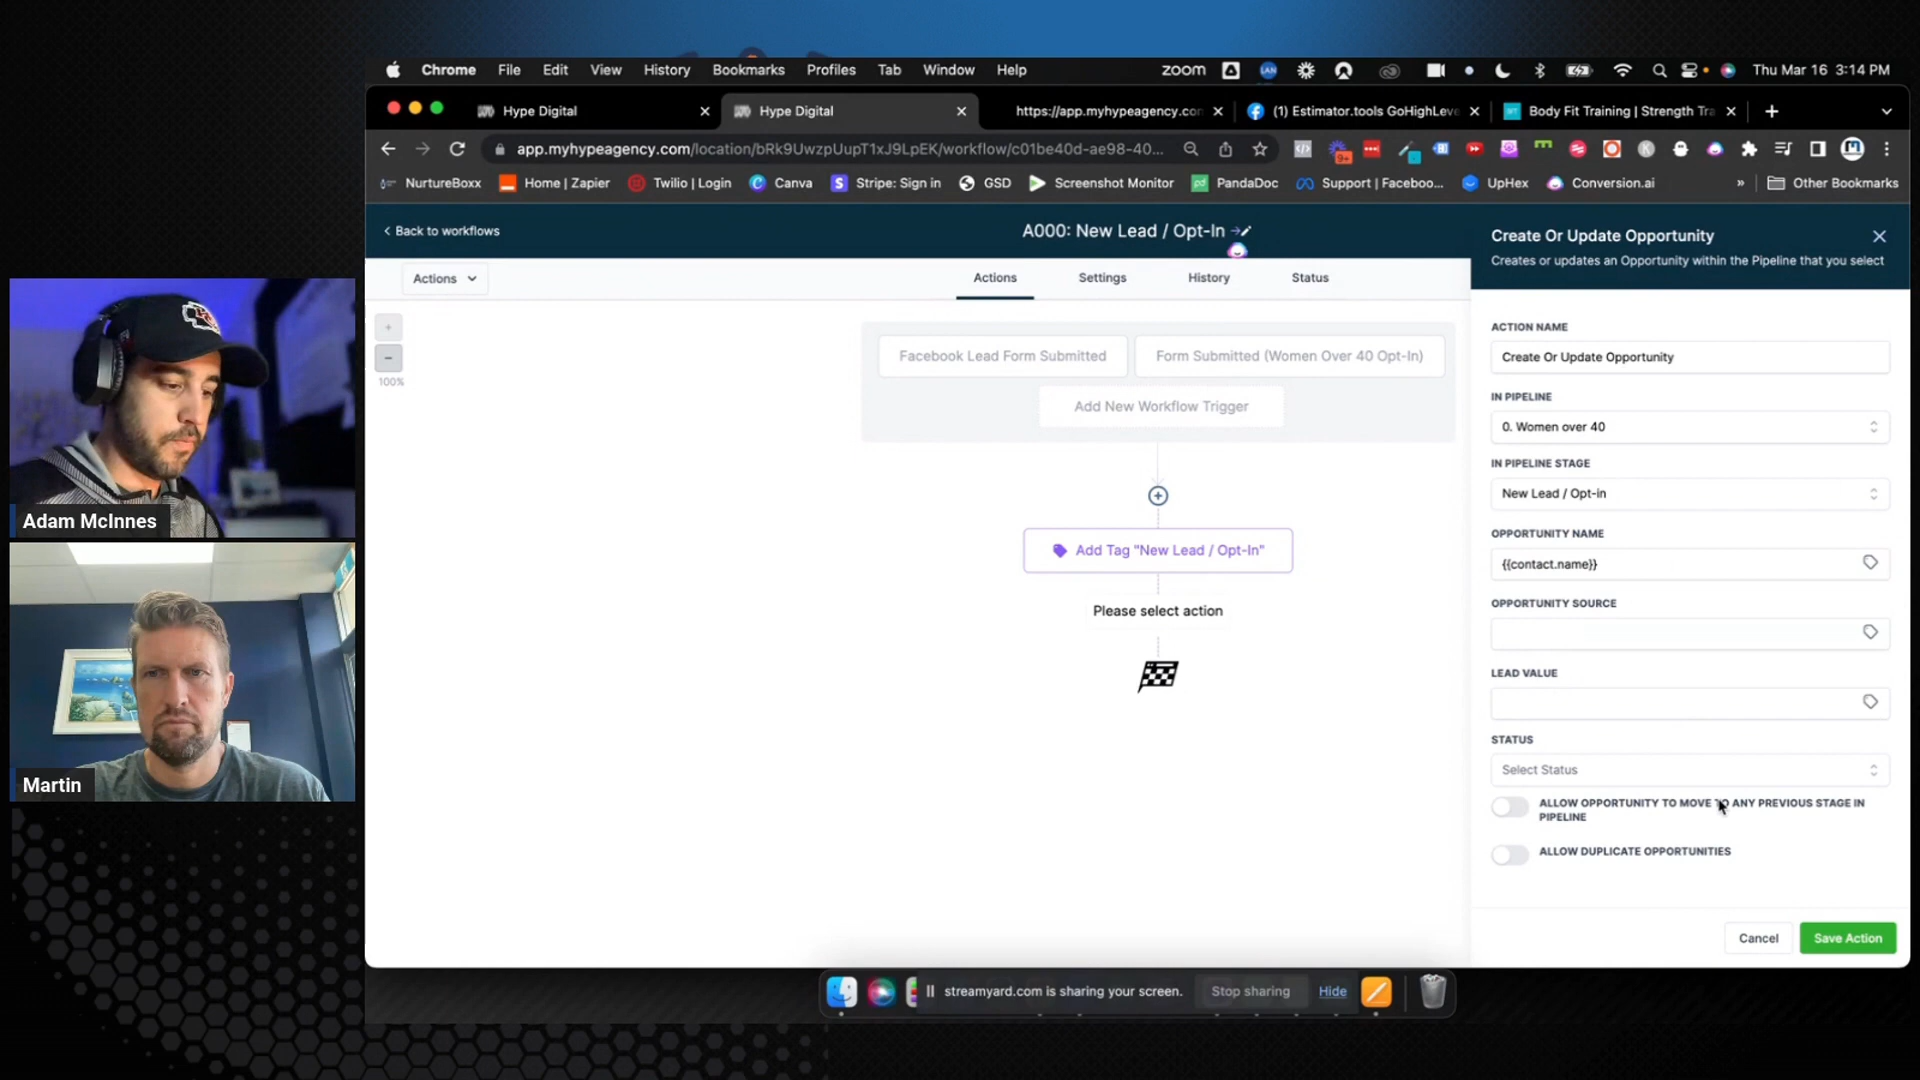 Chrome File Edit View History Bookmarks Profiles Tab Window Help
zoom
LAN
Thu Mar 16 3:14 PM
Hype Digital
Hype Digital
https://app.myhypeagency.con
(1) Estimator.tools GoHighLeve
Body Fit Training | Strength Tra
app.myhypeagency.com/location/bRk9UwzpUupT1xJ9LpEK/workflow/c01be40d-ae98-40...
9+
NurtureBoxx
Home | Zapier
Twilio | Login
Canva
Stripe: Sign in
GSD
Screenshot Monitor
PandaDoc
Support | Faceboo...
UpHex
Conversion.ai
»
Other Bookmarks
Back to workflows
A000: New Lead / Opt-In
Create Or Update Opportunity
Creates or updates an Opportunity within the Pipeline that you select
Actions
Actions Settings History Status
+
−
100%
Facebook Lead Form Submitted
Form Submitted (Women Over 40 Opt-In)
Add New Workflow Trigger
Add Tag "New Lead / Opt-In"
Please select action
ACTION NAME
Create Or Update Opportunity
IN PIPELINE
0. Women over 40
IN PIPELINE STAGE
New Lead / Opt-in
OPPORTUNITY NAME
{{contact.name}}
OPPORTUNITY SOURCE
LEAD VALUE
STATUS
Select Status
ALLOW OPPORTUNITY TO MOVE TO ANY PREVIOUS STAGE IN
PIPELINE
ALLOW DUPLICATE OPPORTUNITIES
Cancel
Save Action
Adam McInnes
Martin
streamyard.com is sharing your screen.
Stop sharing
Hide